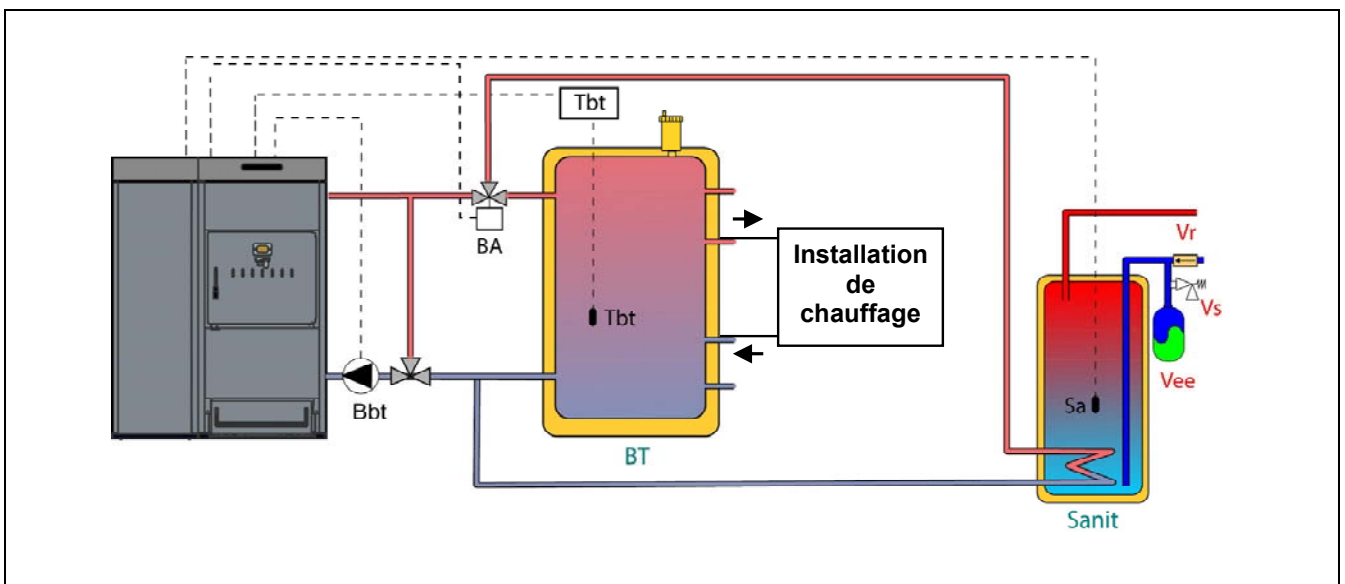 Tbt
BA
Installation
de
chauffage
Vr
Vs
Tbt
Vee
Sa
Bbt
BT
Sanit